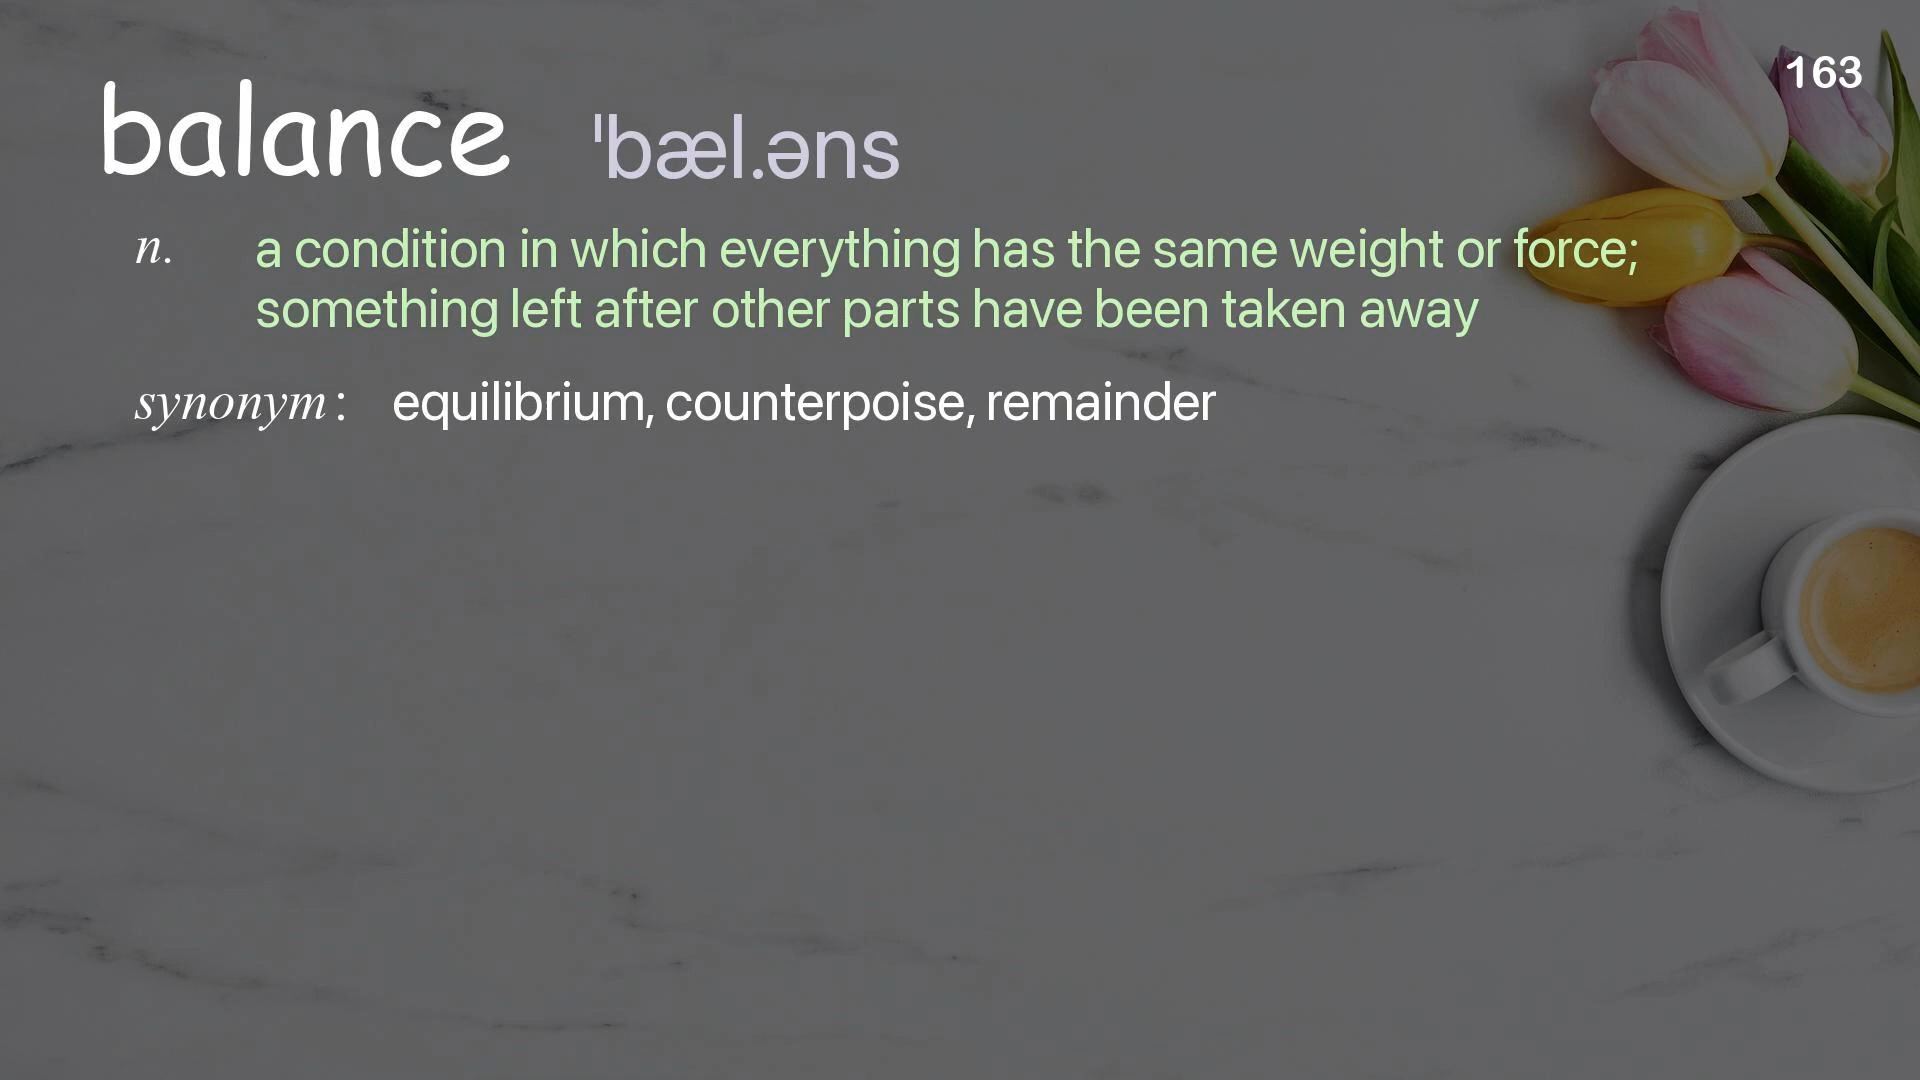 163
balance ˈbæl.əns
n. a condition in which everything has the same weight or force;
something left after other parts have been taken away
synonym: equilibrium, counterpoise, remainder